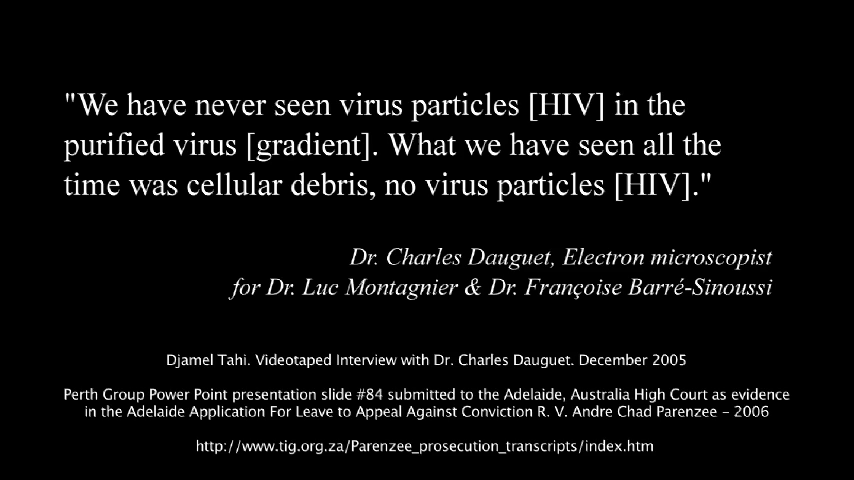 "We have never seen virus particles [HIV] in the
purified virus [gradient]. What we have seen all the
time was cellular debris, no virus particles [HIV]."
Dr. Charles Dauguet, Electron microscopist
for Dr. Luc Montagnier & Dr. Françoise Barré-Sinoussi
Djamel Tahi. Videotaped Interview with Dr. Charles Dauguet. December 2005
Perth Group Power Point presentation slide #84 submitted to the Adelaide, Australia High Court as evidence
in the Adelaide Application For Leave to Appeal Against Conviction R. V. Andre Chad Parenzee – 2006
http://www.tig.org.za/Parenzee_prosecution_transcripts/index.htm